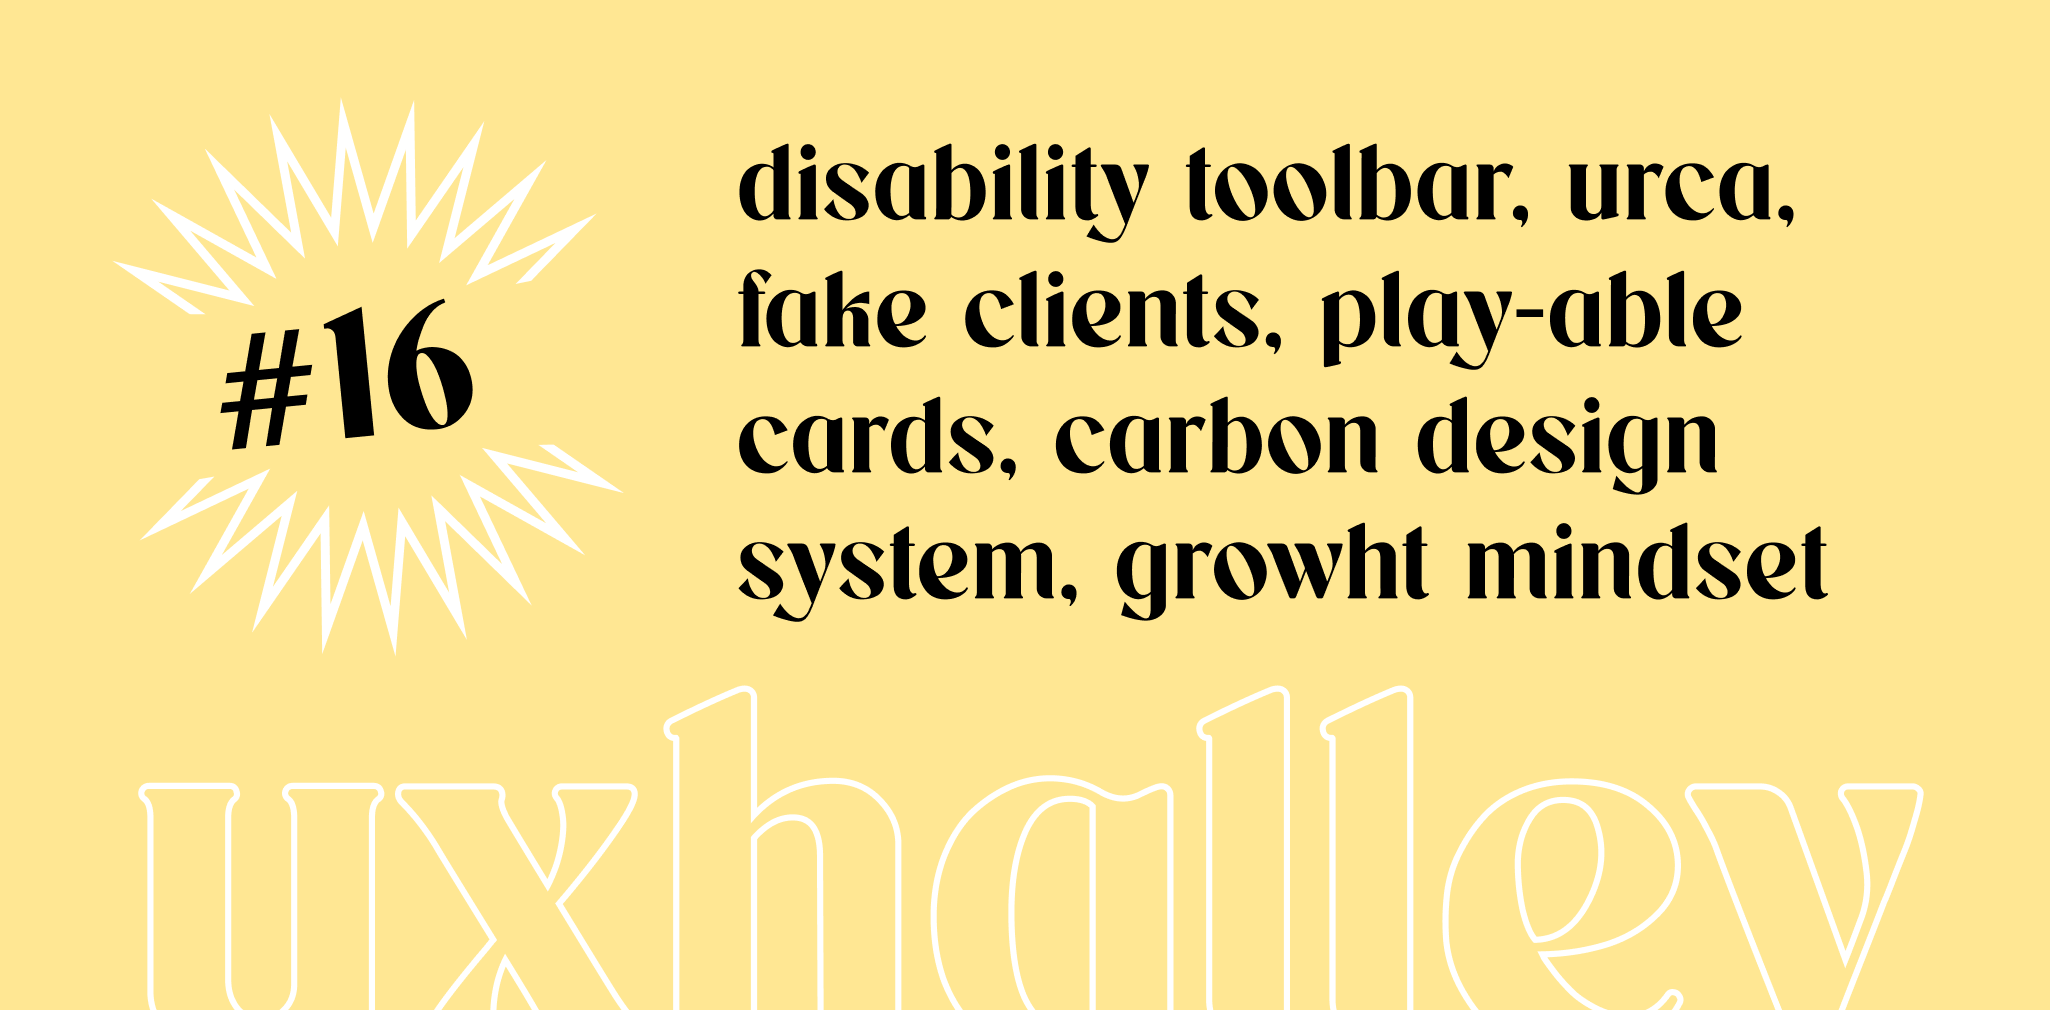 #16
disability toolbar, urca,
fake clients, play-able
cards, carbon design
system, growht mindset
uxhalley